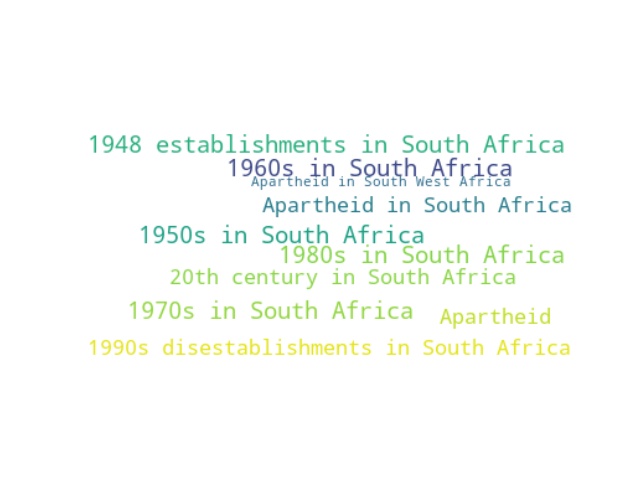 1948 establishments in South Africa
1960s in South Africa
Apartheid in South West Africa
Apartheid in South Africa
1950s in South Africa
1980s in South Africa
20th century in South Africa
1970s in South Africa
Apartheid
1990s disestablishments in South Africa